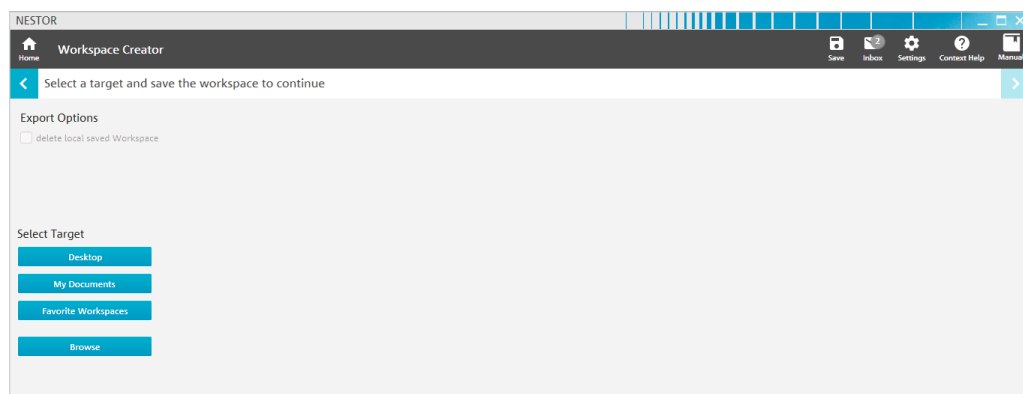 NESTOR
Workspace Creator
Home
Save
2
Inbox
Settings
Context Help
Manual
Select a target and save the workspace to continue
Export Options
delete local saved Workspace
Select Target
Desktop
My Documents
Favorite Workspaces
Browse